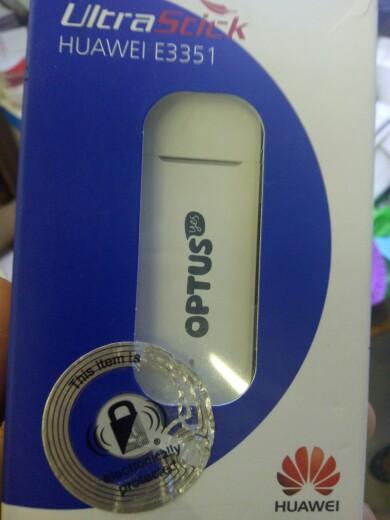 UltraStick
HUAWEI E3351
OPTUS
yes
This item is
electronically
protected
HUAWEI